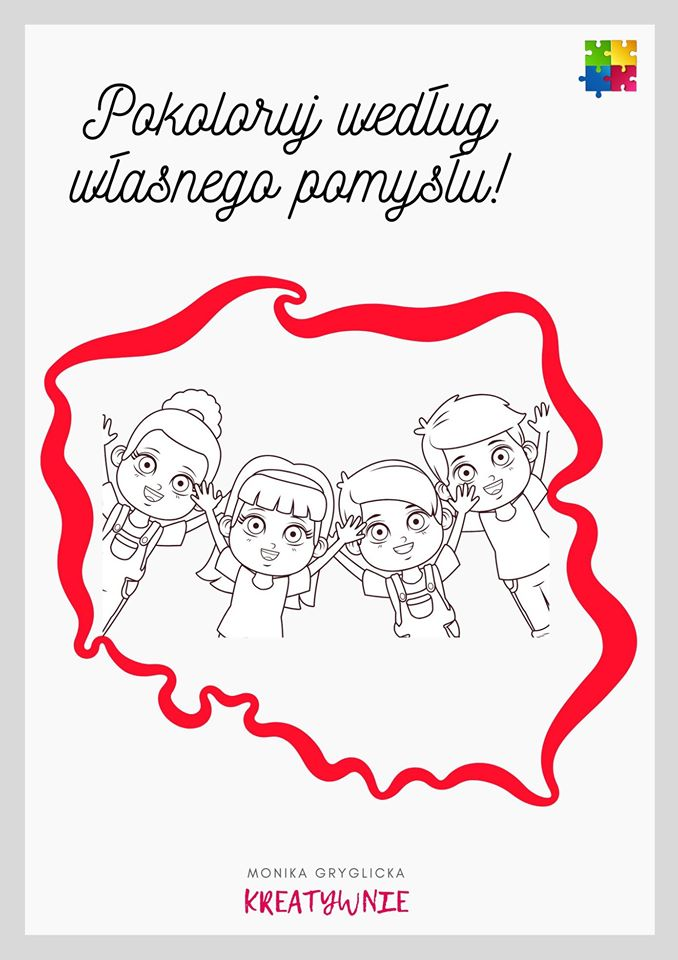 Pokoloruj według
własnego pomysłu!
MONIKA GRYGLICKA
KREATYWNIE